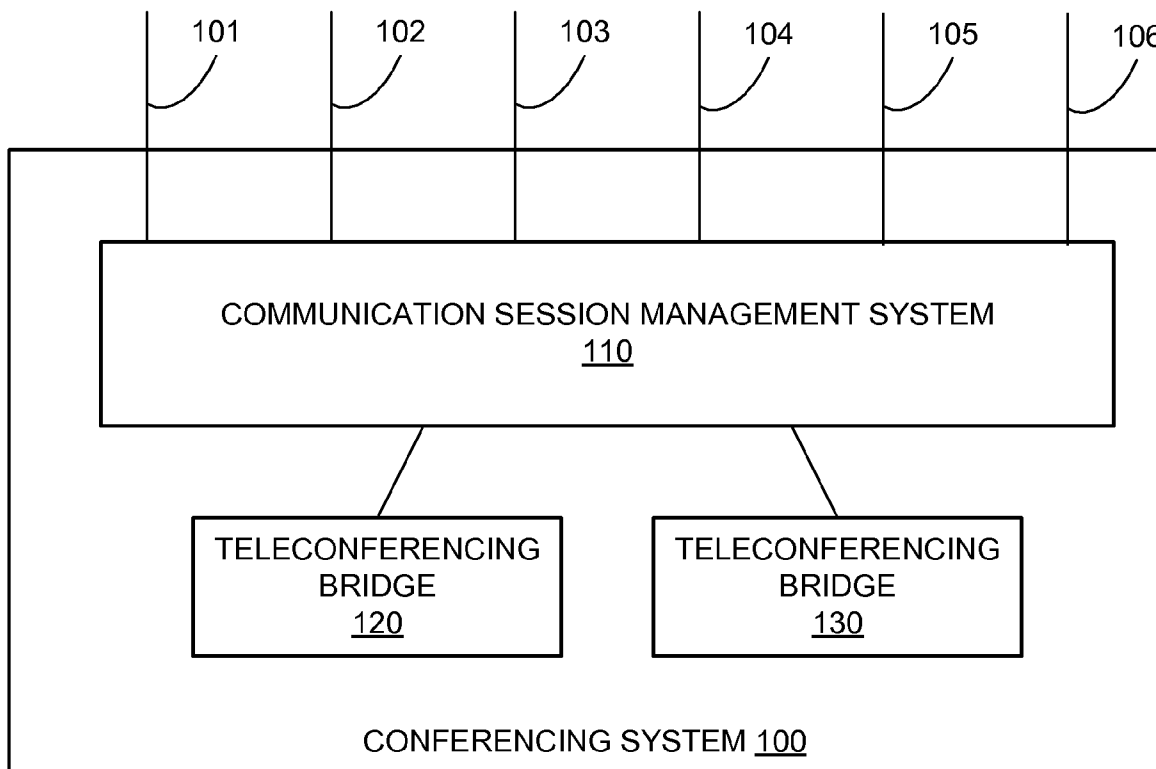 101 102 103 104 105 106
COMMUNICATION SESSION MANAGEMENT SYSTEM
110
TELECONFERENCING
BRIDGE
120
TELECONFERENCING
BRIDGE
130
CONFERENCING SYSTEM 100